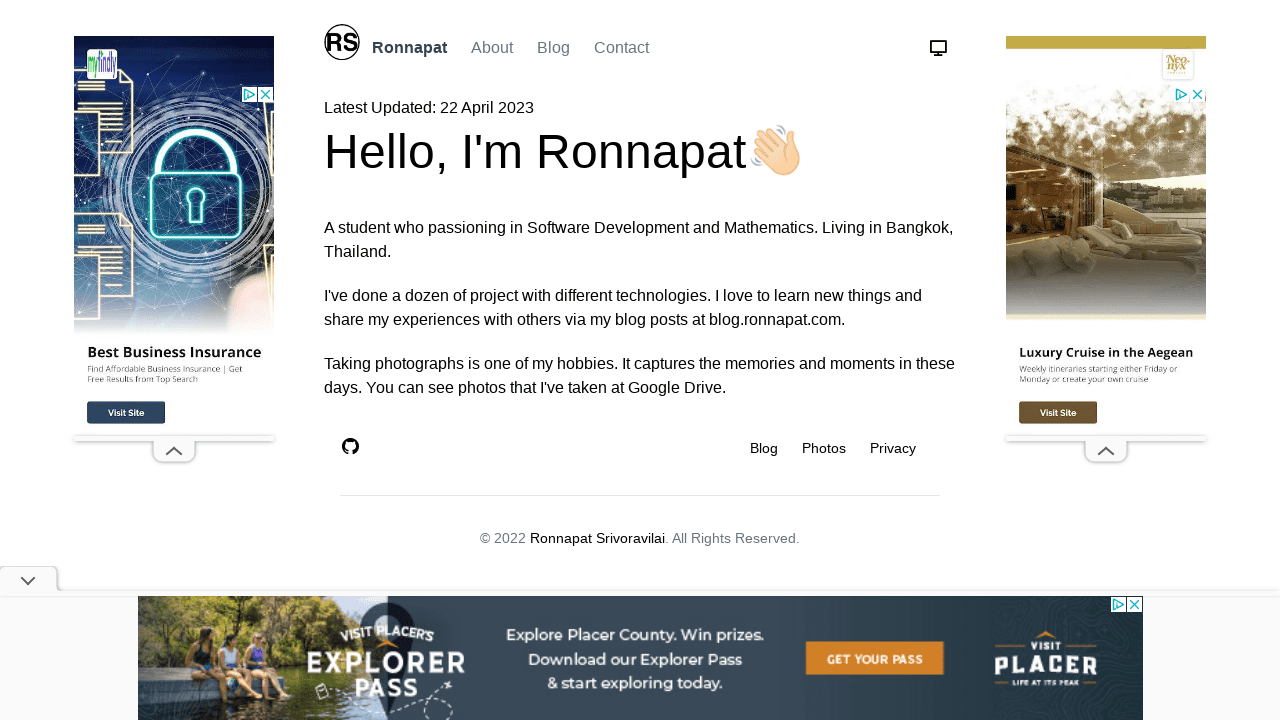 RS
Ronnapat About Blog Contact
Latest Updated: 22 April 2023
Hello, I'm Ronnapat👋🏻
A student who passioning in Software Development and Mathematics. Living in Bangkok,
Thailand.
I've done a dozen of project with different technologies. I love to learn new things and
share my experiences with others via my blog posts at blog.ronnapat.com.
Taking photographs is one of my hobbies. It captures the memories and moments in these
days. You can see photos that I've taken at Google Drive.
Blog Photos Privacy
© 2022 Ronnapat Srivoravilai. All Rights Reserved.
myfindly
Best Business Insurance
Find Affordable Business Insurance | Get
Free Results from Top Search
Visit Site
Neo
nyx
Luxury Cruise in the Aegean
Weekly itineraries starting either Friday or
Monday or create your own cruise
Visit Site
VISIT PLACER'S
EXPLORER
PASS
Explore Placer County. Win prizes.
Download our Explorer Pass
& start exploring today.
GET YOUR PASS
VISIT
PLACER
LIFE AT ITS PEAK